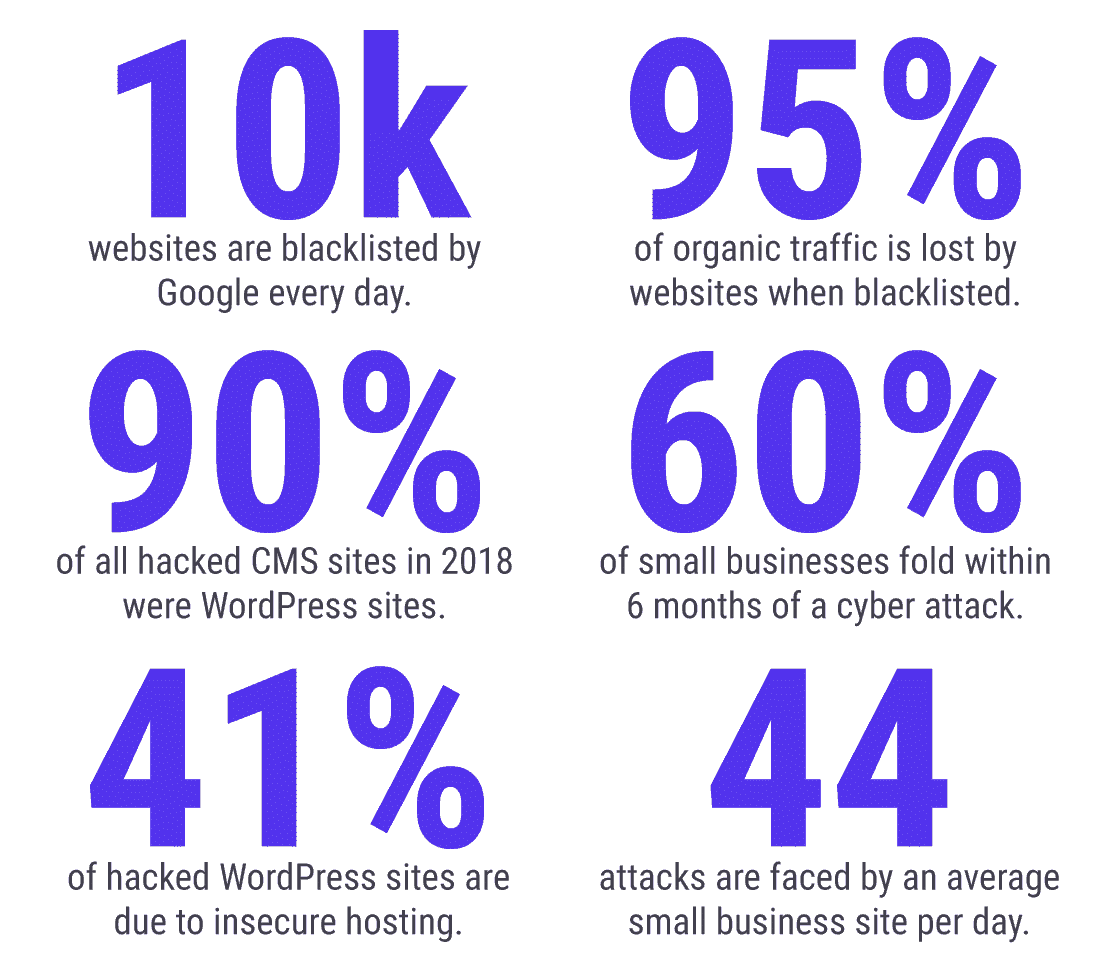 10k
websites are blacklisted by
Google every day.
95%
of organic traffic is lost by
websites when blacklisted.
90%
of all hacked CMS sites in 2018
were WordPress sites.
60%
of small businesses fold within
6 months of a cyber attack.
41%
of hacked WordPress sites are
due to insecure hosting.
44
attacks are faced by an average
small business site per day.